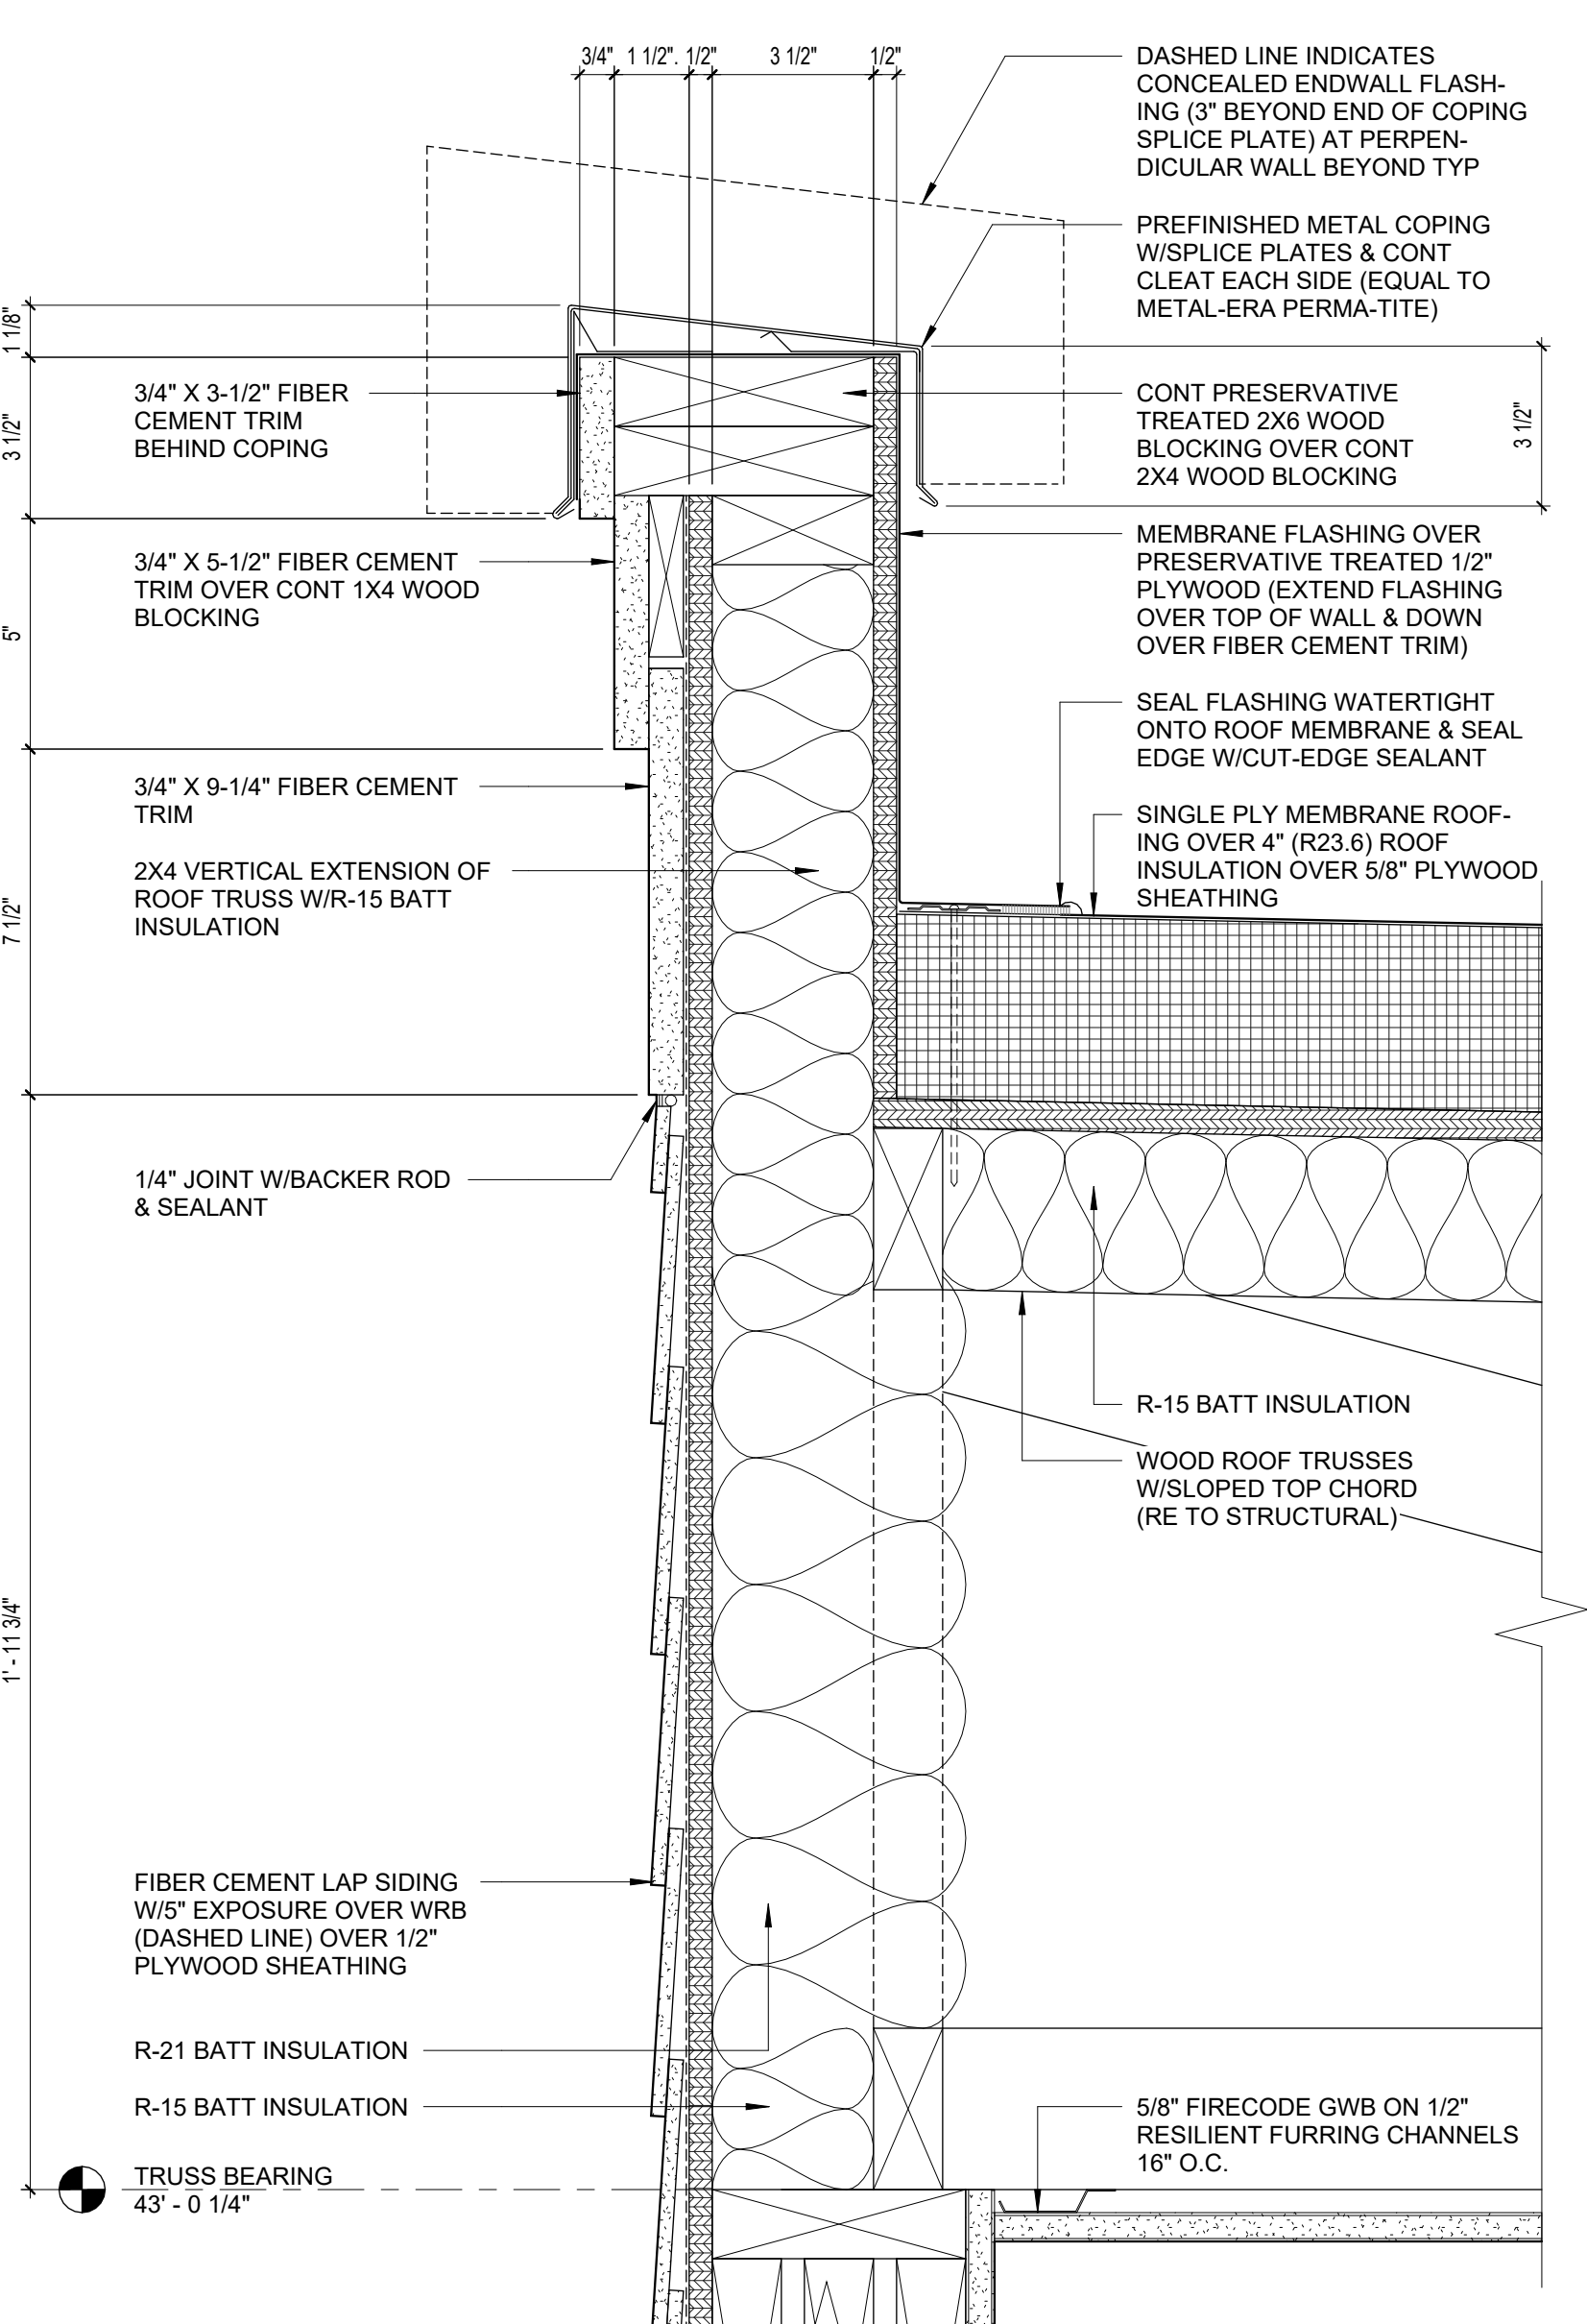 3/4"
1 1/2".
1/2"
3 1/2"
1/2"
DASHED LINE INDICATES
CONCEALED ENDWALL FLASH-
ING (3" BEYOND END OF COPING
SPLICE PLATE) AT PERPEN-
DICULAR WALL BEYOND TYP
PREFINISHED METAL COPING
W/SPLICE PLATES & CONT
CLEAT EACH SIDE (EQUAL TO
METAL-ERA PERMA-TITE)
1 1/8"
3/4" X 3-1/2" FIBER
CEMENT TRIM
BEHIND COPING
3 1/2"
CONT PRESERVATIVE
TREATED 2X6 WOOD
BLOCKING OVER CONT
2X4 WOOD BLOCKING
3 1/2"
3/4" X 5-1/2" FIBER CEMENT
TRIM OVER CONT 1X4 WOOD
BLOCKING
5"
MEMBRANE FLASHING OVER
PRESERVATIVE TREATED 1/2"
PLYWOOD (EXTEND FLASHING
OVER TOP OF WALL & DOWN
OVER FIBER CEMENT TRIM)
SEAL FLASHING WATERTIGHT
ONTO ROOF MEMBRANE & SEAL
EDGE W/CUT-EDGE SEALANT
3/4" X 9-1/4" FIBER CEMENT
TRIM
SINGLE PLY MEMBRANE ROOF-
ING OVER 4" (R23.6) ROOF
INSULATION OVER 5/8" PLYWOOD
SHEATHING
2X4 VERTICAL EXTENSION OF
ROOF TRUSS W/R-15 BATT
INSULATION
7 1/2"
1/4" JOINT W/BACKER ROD
& SEALANT
R-15 BATT INSULATION
WOOD ROOF TRUSSES
W/SLOPED TOP CHORD
(RE TO STRUCTURAL)
1' - 11 3/4"
FIBER CEMENT LAP SIDING
W/5" EXPOSURE OVER WRB
(DASHED LINE) OVER 1/2"
PLYWOOD SHEATHING
R-21 BATT INSULATION
R-15 BATT INSULATION
5/8" FIRECODE GWB ON 1/2"
RESILIENT FURRING CHANNELS
16" O.C.
TRUSS BEARING
43' - 0 1/4"